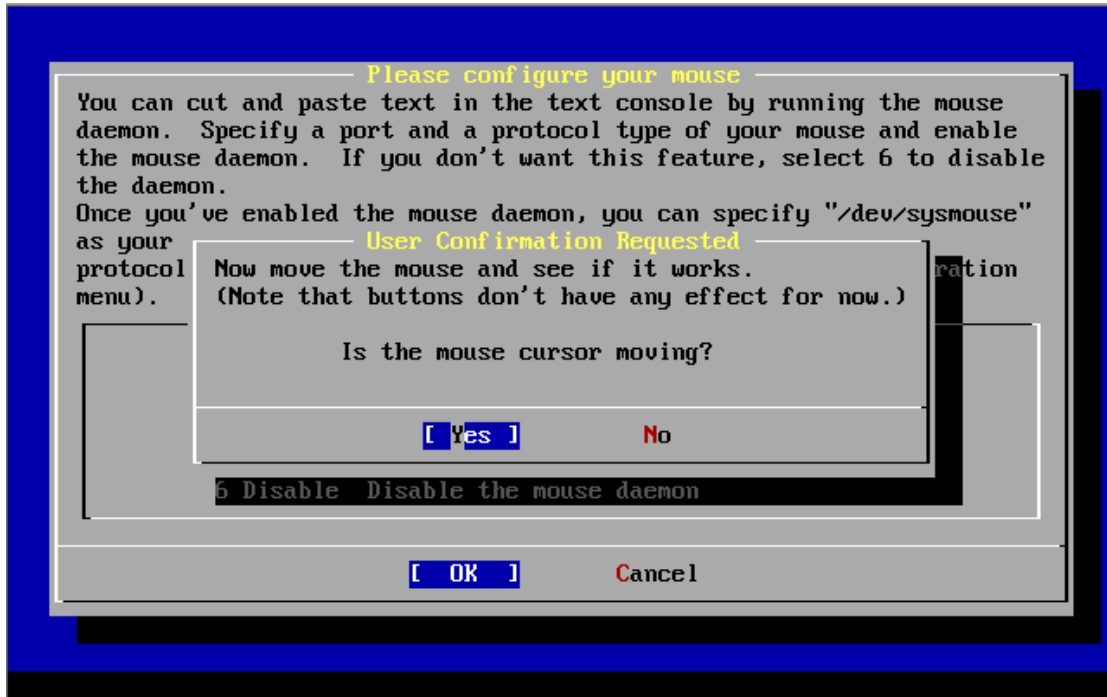 Please configure your mouse
You can cut and paste text in the text console by running the mouse
daemon.  Specify a port and a protocol type of your mouse and enable
the mouse daemon.  If you don't want this feature, select 6 to disable
the daemon.
Once you've enabled the mouse daemon, you can specify "/dev/sysmouse"
as your
protocol ration
menu).
User Confirmation Requested
Now move the mouse and see if it works.
(Note that buttons don't have any effect for now.)
Is the mouse cursor moving?
[ Yes ] No
6 Disable  Disable the mouse daemon
[ OK ] Cancel